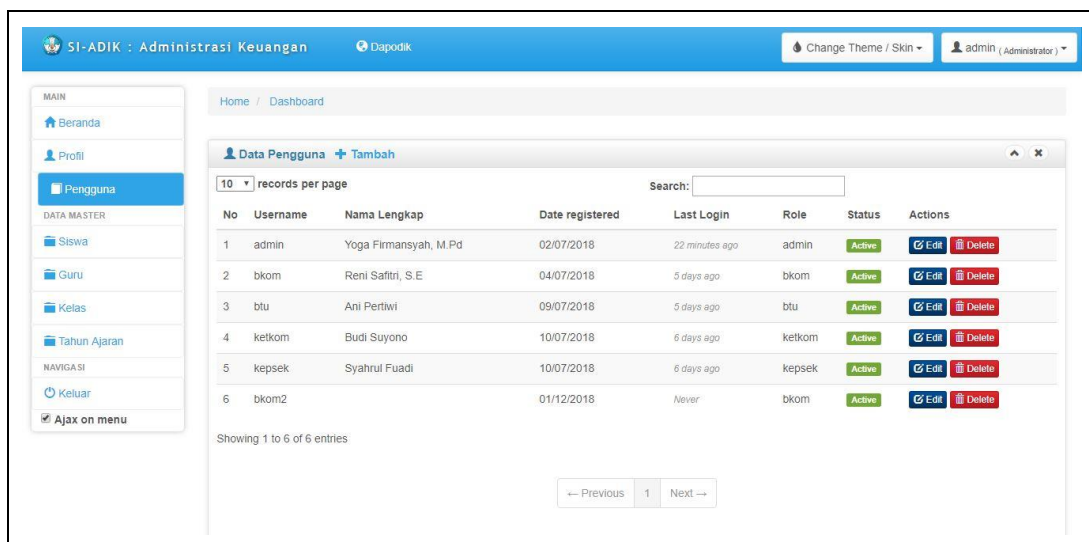 SI-ADIK : Administrasi Keuangan Dapodik Change Theme / Skin admin ( Administrator )
MAIN
Beranda
Profil
Pengguna
DATA MASTER
Siswa
Guru
Kelas
Tahun Ajaran
NAVIGASI
Keluar
Ajax on menu
Home / Dashboard
Data Pengguna Tambah
10 records per page Search:
No Username Nama Lengkap Date registered Last Login Role Status Actions
1 admin Yoga Firmansyah, M.Pd 02/07/2018 22 minutes ago admin Active Edit Delete
2 bkom Reni Safitri, S.E 04/07/2018 5 days ago bkom Active Edit Delete
3 btu Ani Pertiwi 09/07/2018 5 days ago btu Active Edit Delete
4 ketkom Budi Suyono 10/07/2018 6 days ago ketkom Active Edit Delete
5 kepsek Syahrul Fuadi 10/07/2018 6 days ago kepsek Active Edit Delete
6 bkom2 01/12/2018 Never bkom Active Edit Delete
Showing 1 to 6 of 6 entries
← Previous 1 Next →